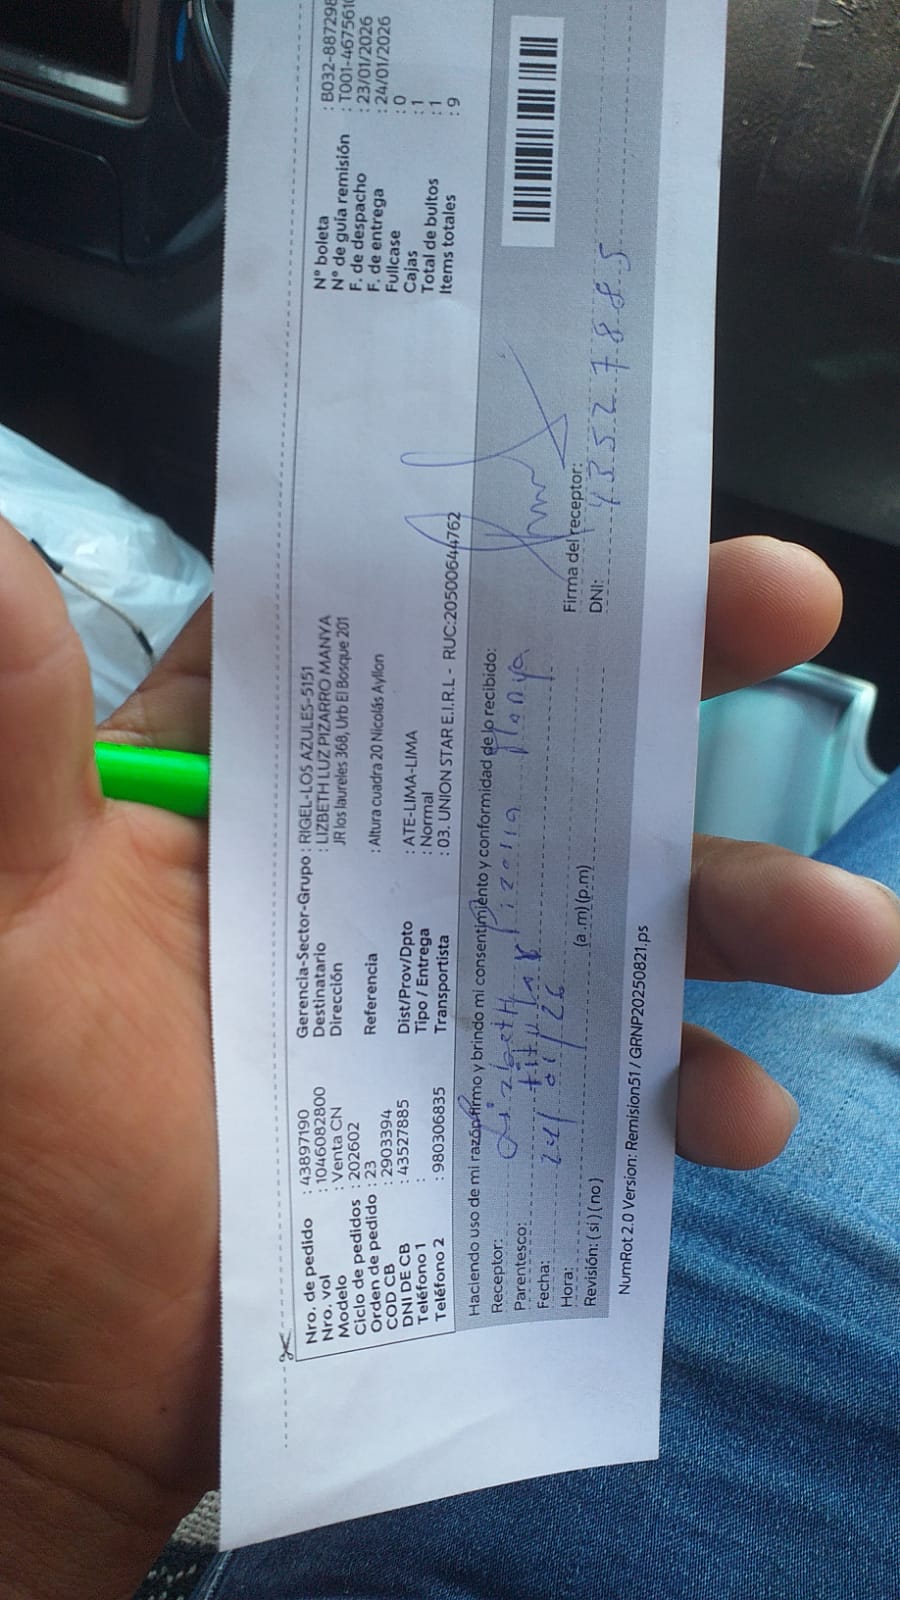 Nro. de pedido : 43897190
Nro. vol : 1046082800
Modelo : Venta CN
Ciclo de pedidos : 202602
Orden de pedido : 23
COD CB : 2903394
DNI DE CB : 43527885
Teléfono 1 :
Teléfono 2 : 980306835
Gerencia-Sector-Grupo : RIGEL-LOS AZULES-5151
Destinatario : LIZBETH LUZ PIZARRO MANYA
Dirección JR los laureles 368, Urb El Bosque 201
Referencia : Altura cuadra 20 Nicolás Ayllon
Dist/Prov/Dpto : ATE-LIMA-LIMA
Tipo / Entrega : Normal
Transportista : 03. UNION STAR E.I.R.L - RUC:20500644762
N° boleta : B032-887298
N° de guía remisión : T001-4675610
F. de despacho : 23/01/2026
F. de entrega : 24/01/2026
Fullcase : 0
Cajas : 1
Total de bultos : 1
Items totales : 9
Haciendo uso de mi razón firmo y brindo mi consentimiento y conformidad de lo recibido:
Receptor: Lizbeth Pizarro Manya
Parentesco: titular
Fecha: 24/01/26
Hora: (a .m) (p.m)
Revisión: ( si ) ( no )
Firma del receptor:
DNI: 43527885
NumRot 2.0 Version: Remision51 / GRNP20250821.ps